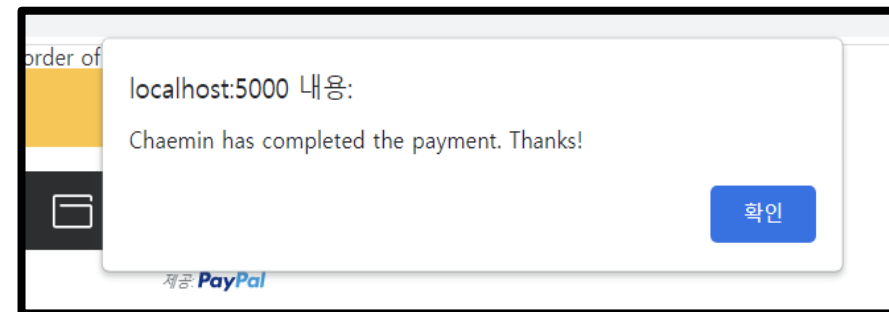 order of
localhost:5000 내용:
Chaemin has completed the payment. Thanks!
확인
제공: PayPal